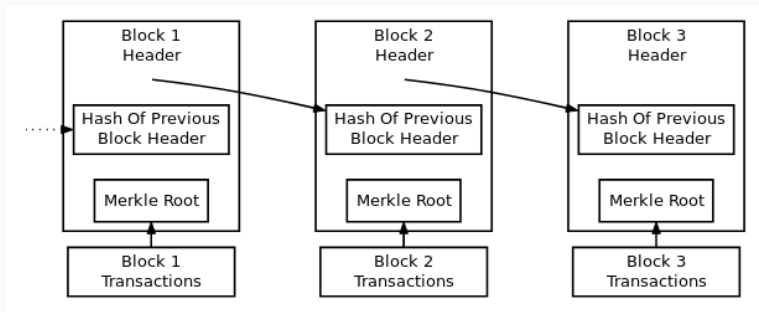 Block 1
Header
Hash Of Previous
Block Header
Merkle Root
Block 1
Transactions
Block 2
Header
Hash Of Previous
Block Header
Merkle Root
Block 2
Transactions
Block 3
Header
Hash Of Previous
Block Header
Merkle Root
Block 3
Transactions